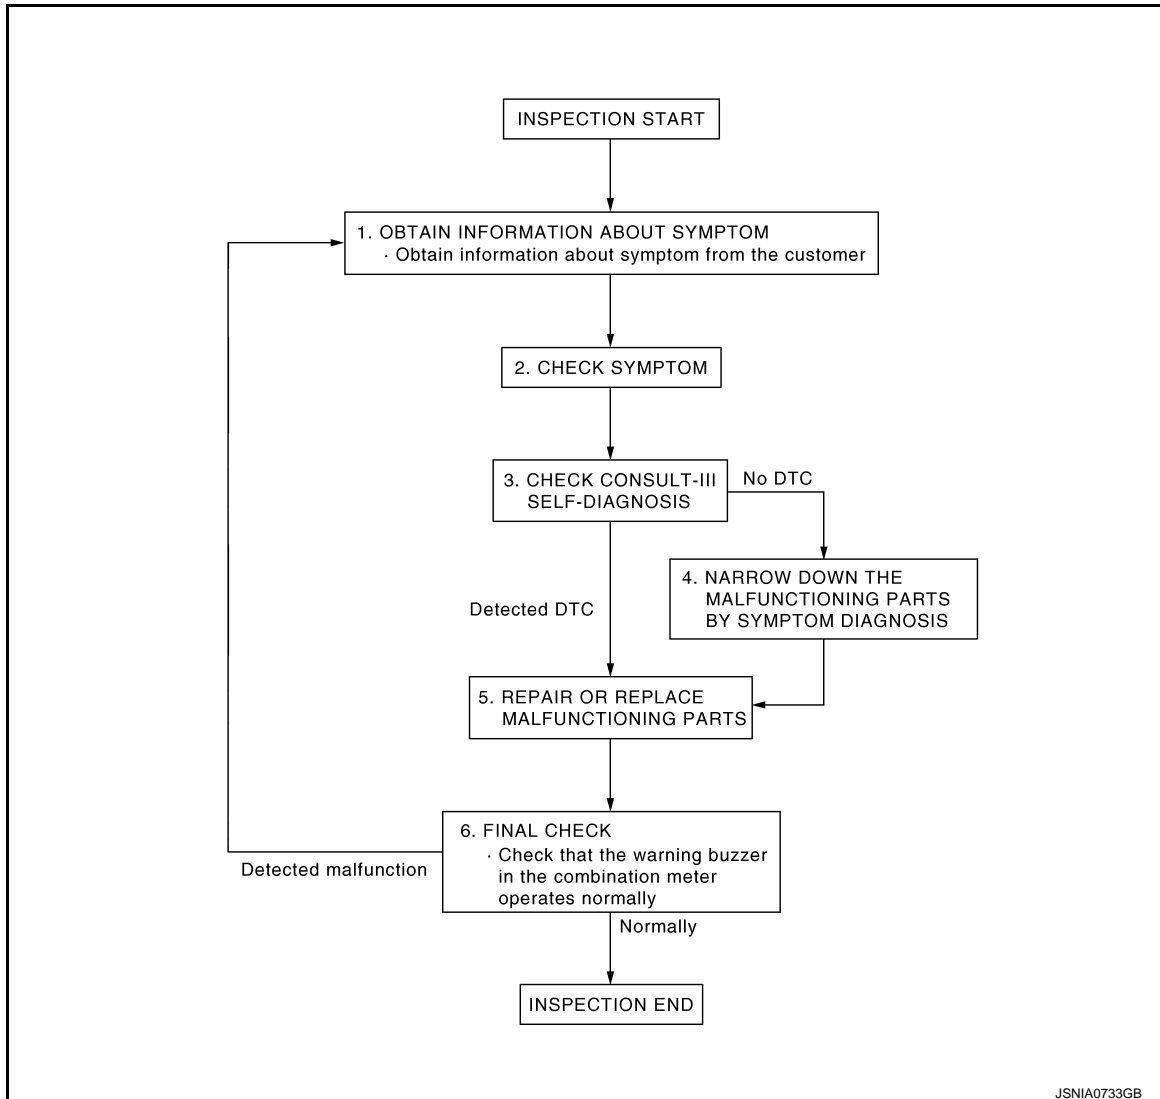 INSPECTION START
1. OBTAIN INFORMATION ABOUT SYMPTOM
· Obtain information about symptom from the customer
2. CHECK SYMPTOM
3. CHECK CONSULT-III
SELF-DIAGNOSIS
No DTC
4. NARROW DOWN THE
MALFUNCTIONING PARTS
BY SYMPTOM DIAGNOSIS
Detected DTC
5. REPAIR OR REPLACE
MALFUNCTIONING PARTS
6. FINAL CHECK
· Check that the warning buzzer
in the combination meter
operates normally
Detected malfunction
Normally
INSPECTION END
JSNIA0733GB